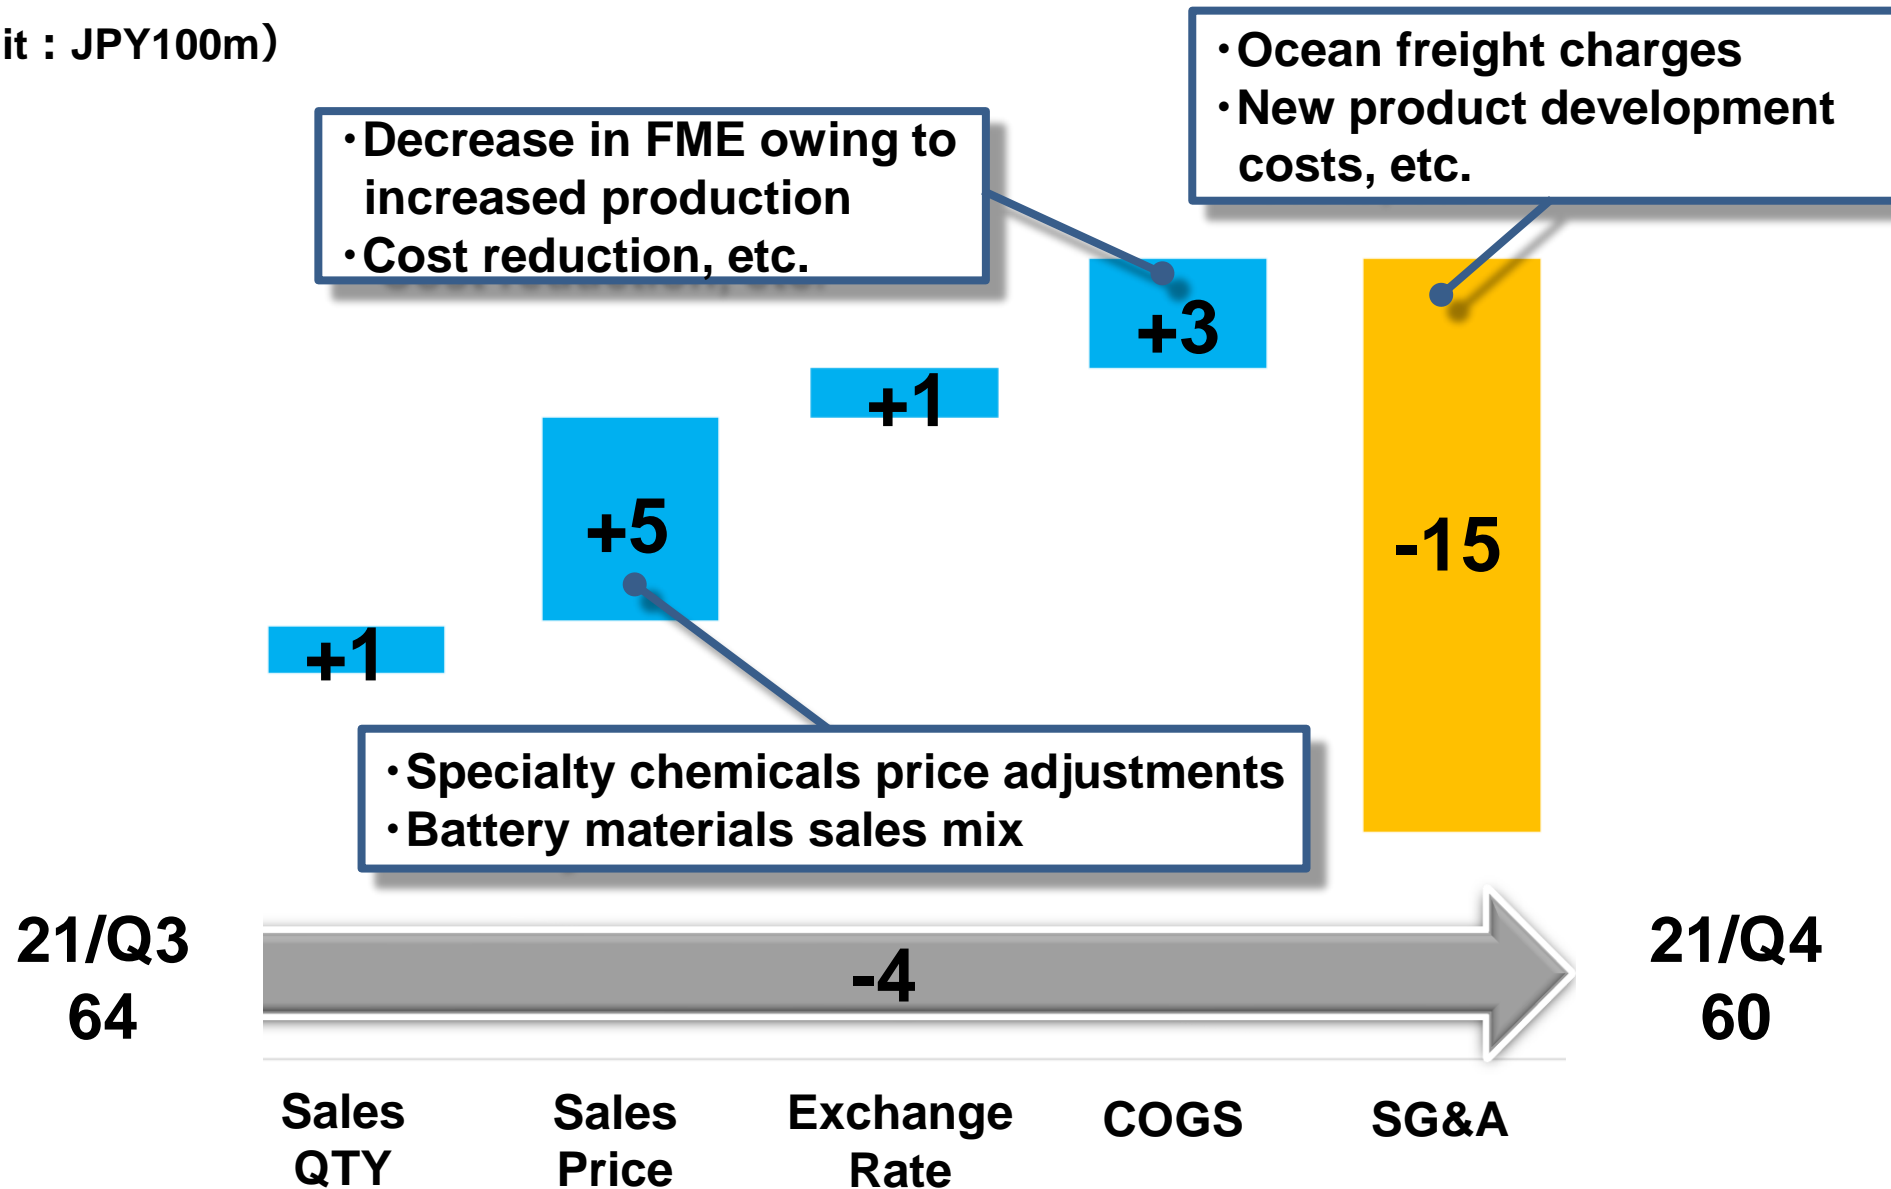 it：JPY100m）
・Ocean freight charges
・New product development
costs, etc.
・Decrease in FME owing to
increased production
・Cost reduction, etc.
+3
+1
+5
-15
+1
・Specialty chemicals price adjustments
・Battery materials sales mix
21/Q3
64
-4
21/Q4
60
Sales
QTY
Sales
Price
Exchange
Rate
COGS
SG&A